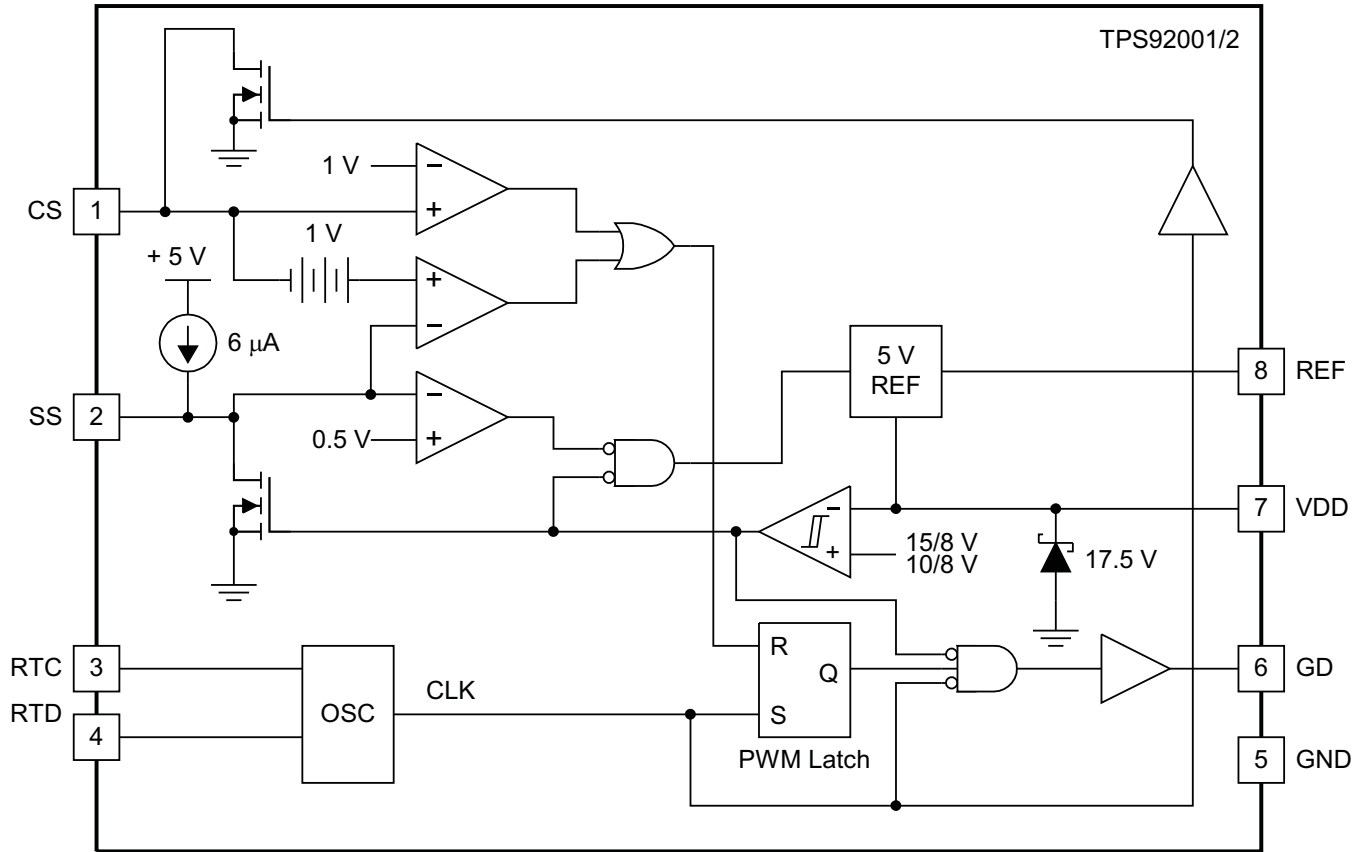 TPS92001/2
1 V
−
+
CS
1
1 V
+ 5 V
+
−
6 μA
5 V
REF
8
REF
SS
2
−
0.5 V
+
−
7
VDD
15/8 V
+
10/8 V
17.5 V
RTC
3
R
Q
6
GD
RTD
4
OSC
CLK
S
PWM Latch
5
GND